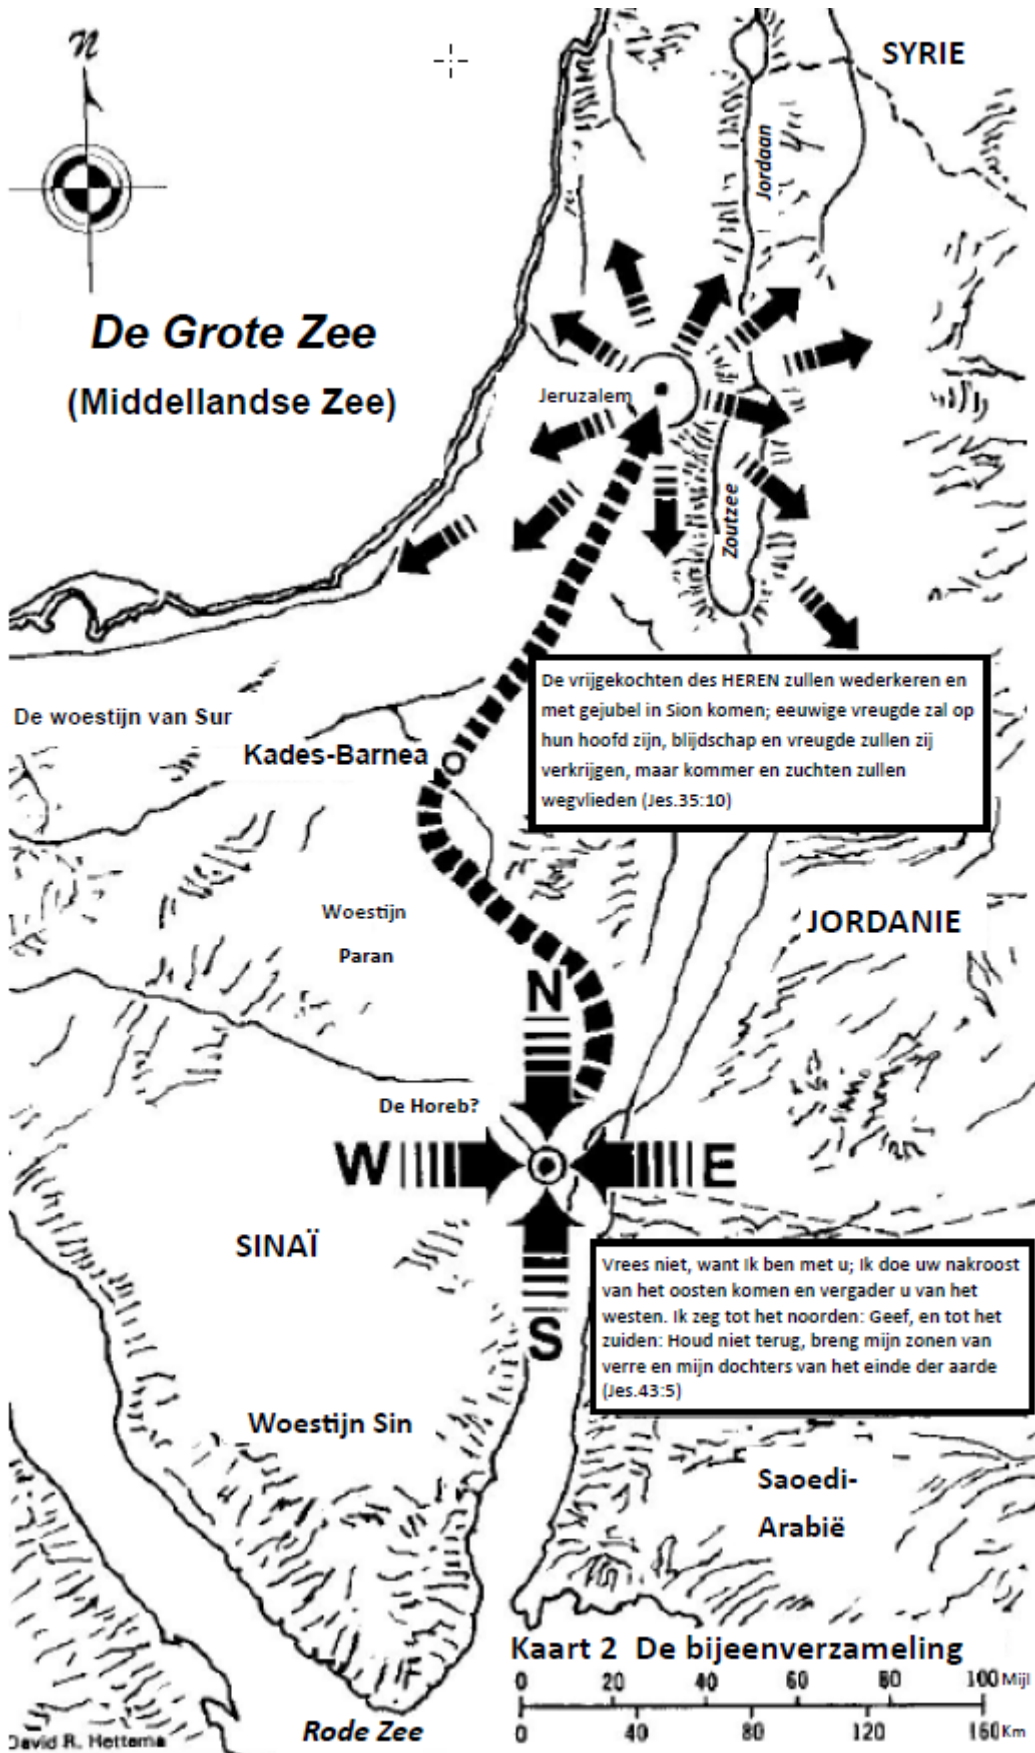 n
SYRIE
Jordaan
De Grote Zee
(Middellandse Zee)
Jeruzalem
Zoutzee
De vrijgekochten des HEREN zullen wederkeren en
met gejubel in Sion komen; eeuwige vreugde zal op
hun hoofd zijn, blijdschap en vreugde zullen zij
verkrijgen, maar kommer en zuchten zullen
wegvlieden (Jes.35:10)
De woestijn van Sur
Kades-Barnea
Woestijn
Paran
JORDANIE
N
De Horeb?
W
E
SINAÏ
S
Vrees niet, want Ik ben met u; Ik doe uw nakroost
van het oosten komen en vergader u van het
westen. Ik zeg tot het noorden: Geef, en tot het
zuiden: Houd niet terug, breng mijn zonen van
verre en mijn dochters van het einde der aarde
(Jes.43:5)
Woestijn Sin
Saoedi-
Arabië
Kaart 2 De bijeenverzameling
0 20 40 60 80 100 Mijl
0 40 80 120 160 Km
Rode Zee
David R. Hettema